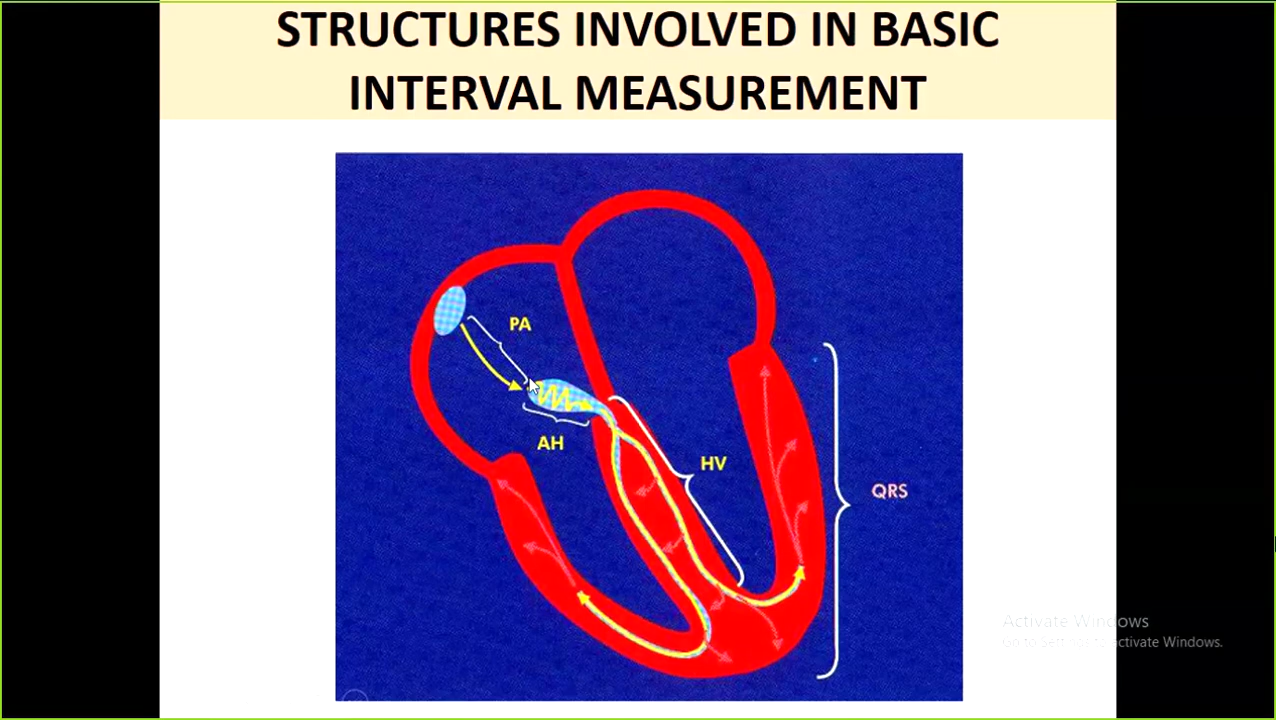 STRUCTURES INVOLVED IN BASIC
INTERVAL MEASUREMENT
PA
AH
HV
QRS
Activate Windows
Go to Settings to activate Windows.